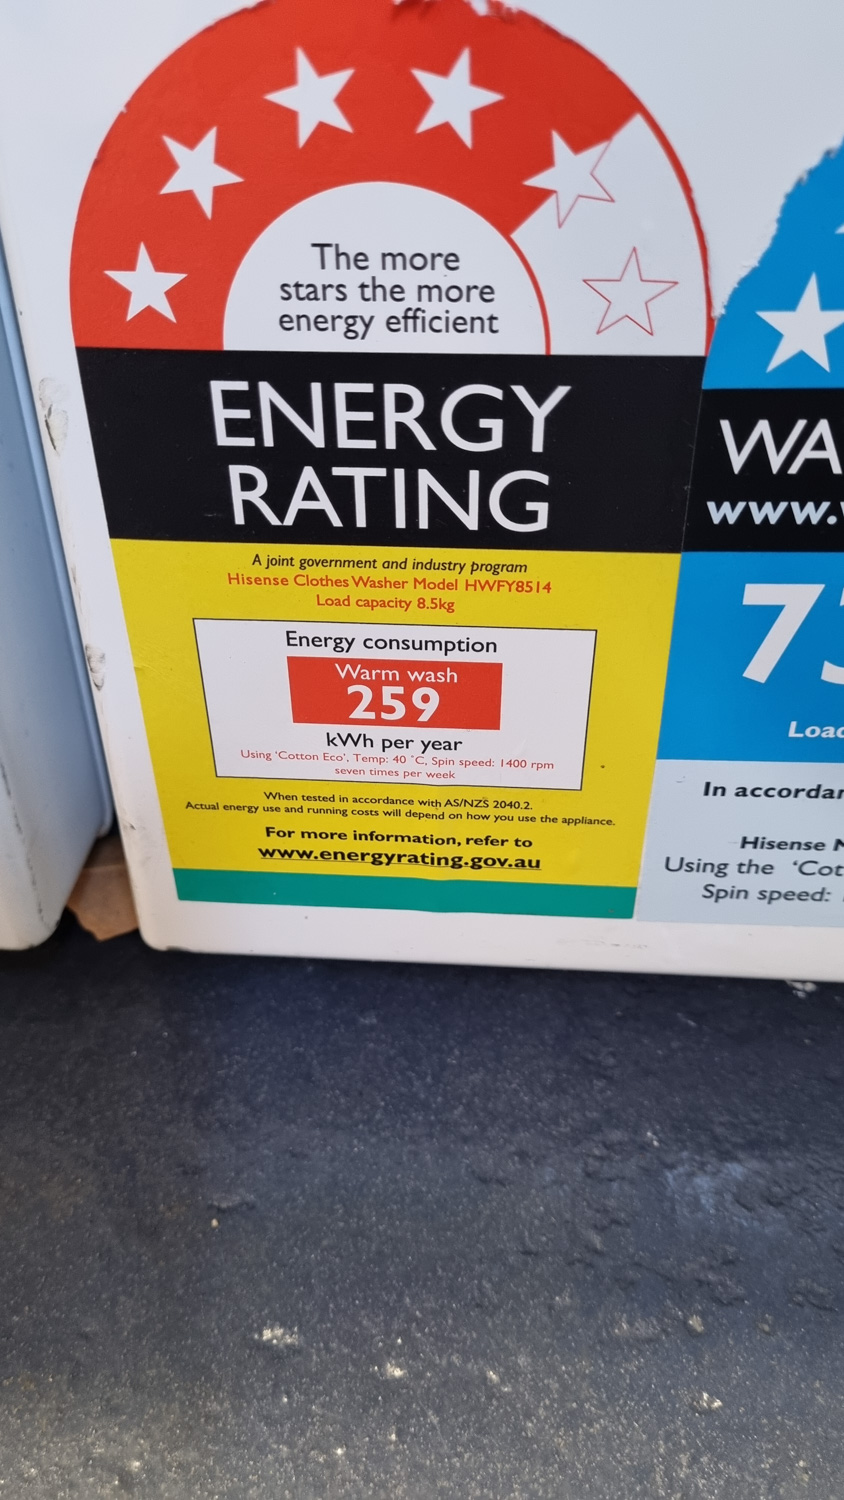 The more
stars the more
energy efficient
ENERGY
RATING
A joint government and industry program
Hisense Clothes Washer Model HWFY8514
Load capacity 8.5kg
Energy consumption
Warm wash
259
kWh per year
Using 'Cotton Eco', Temp: 40 °C, Spin speed: 1400 rpm
seven times per week
When tested in accordance with AS/NZS 2040.2.
Actual energy use and running costs will depend on how you use the appliance.
For more information, refer to
www.energyrating.gov.au
WA
www.
7
Load
In accordan
Hisense
Using the 'Cot
Spin speed: